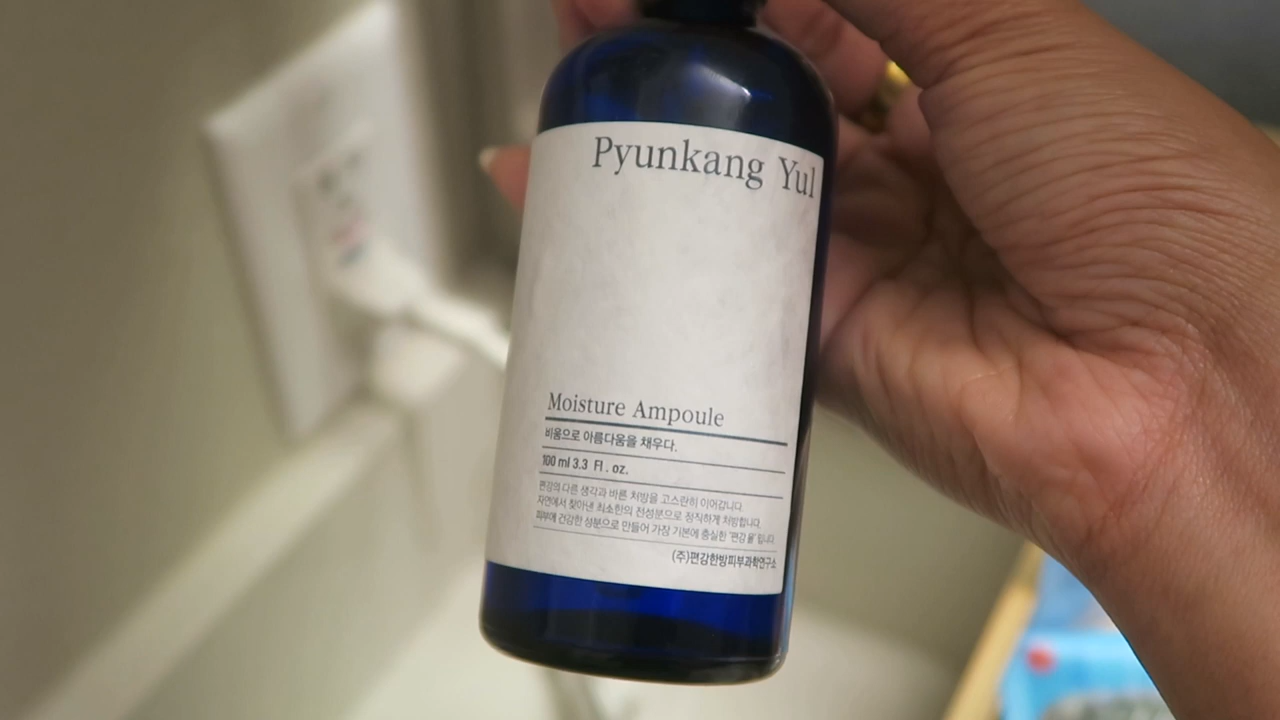 Pyunkang Yul
Moisture Ampoule
비움으로 아름다움을 채우다.
100 ml 3.3 Fl. oz.
편강의 다른 생각과 바른 처방을 고스란히 이어갑니다.
자연에서 찾아낸 최소한의 전성분으로 정직하게 처방합니다.
피부에 건강한 성분으로 만들어 가장 기본에 충실한 "편강 율" 입니다.
(주)편강한방피부과학연구소